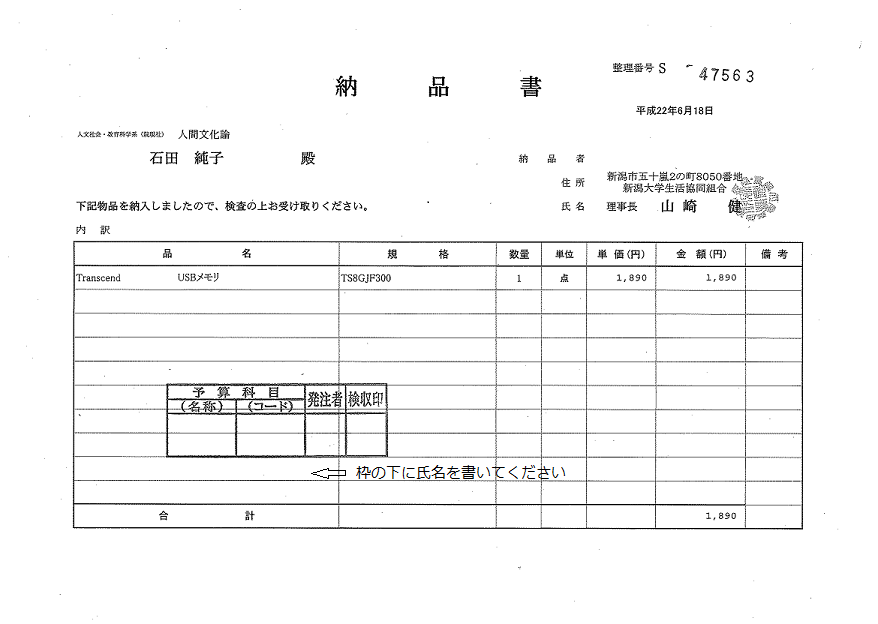 納品書
整理番号 S -47563
平成22年6月18日
人文社会・教育科学系 人間文化論
石田 純子 殿
納品者
住所 新潟市五十嵐2の町8050番地
新潟大学生活協同組合
氏名 理事長 山崎 健
下記物品を納入しましたので、検査の上お受け取りください。
内訳
品名 規格 数量 単位 単価(円) 金額(円) 備考
Transcend USBメモリ TS8GJF300 1 点 1,890 1,890
予算科目 発注者 検収印
(名称) (コード)
枠の下に氏名を書いてください
合計 1,890